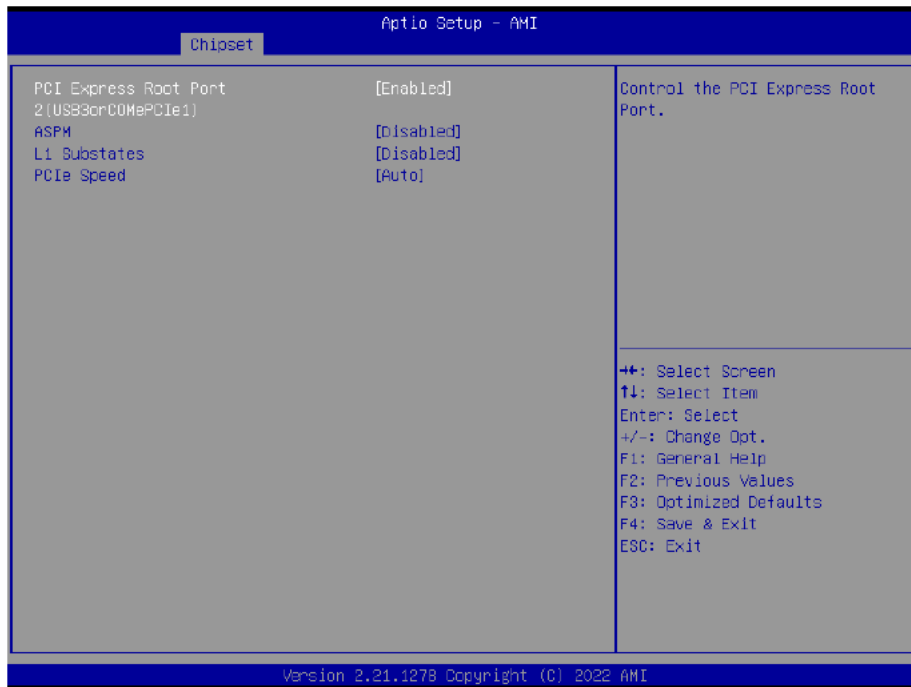 Aptio Setup - AMI
Chipset
PCI Express Root Port [Enabled]
2(USB3orCOMePCIe1)
ASPM [Disabled]
L1 Substates [Disabled]
PCIe Speed [Auto]
Control the PCI Express Root
Port.
→←: Select Screen
↑↓: Select Item
Enter: Select
+/-: Change Opt.
F1: General Help
F2: Previous Values
F3: Optimized Defaults
F4: Save & Exit
ESC: Exit
Version 2.21.1278 Copyright (C) 2022 AMI